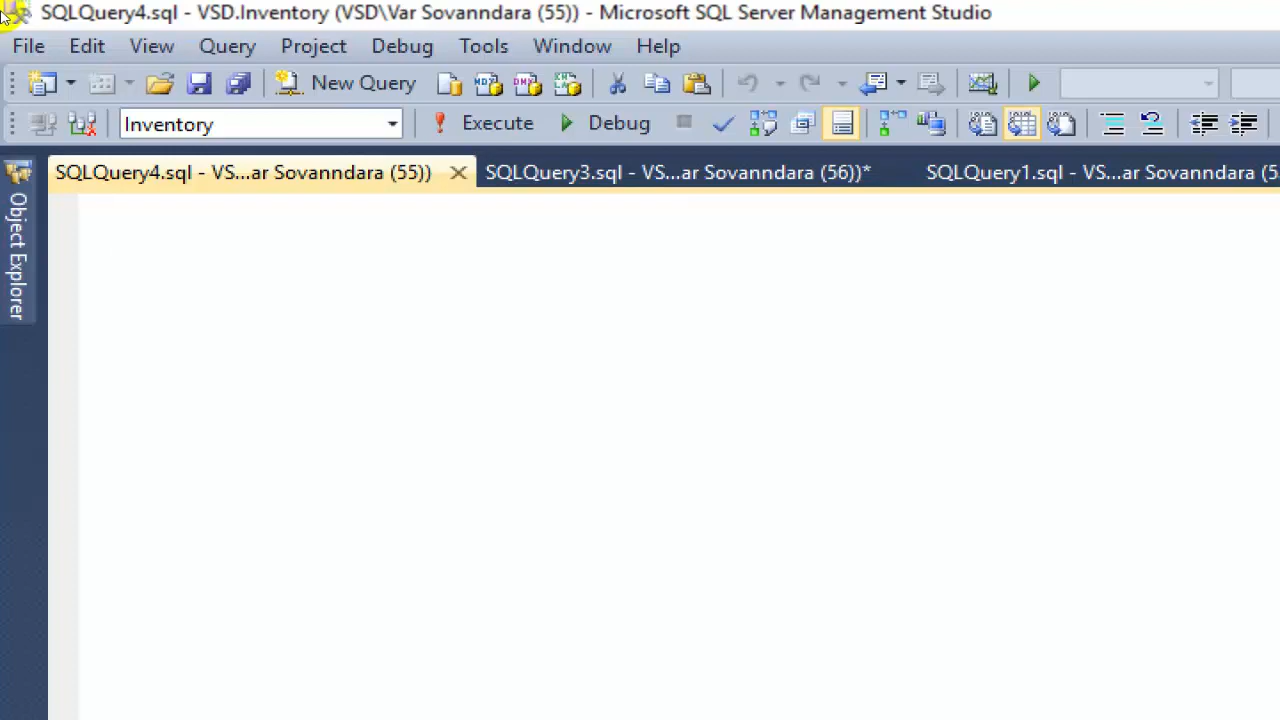 SQLQuery4.sql - VSD.Inventory (VSD\Var Sovanndara (55)) - Microsoft SQL Server Management Studio
File Edit View Query Project Debug Tools Window Help
New Query
Inventory Execute Debug
SQLQuery4.sql - VS...ar Sovanndara (55)) SQLQuery3.sql - VS...ar Sovanndara (56))* SQLQuery1.sql - VS...ar Sovanndara (5
Object Explorer